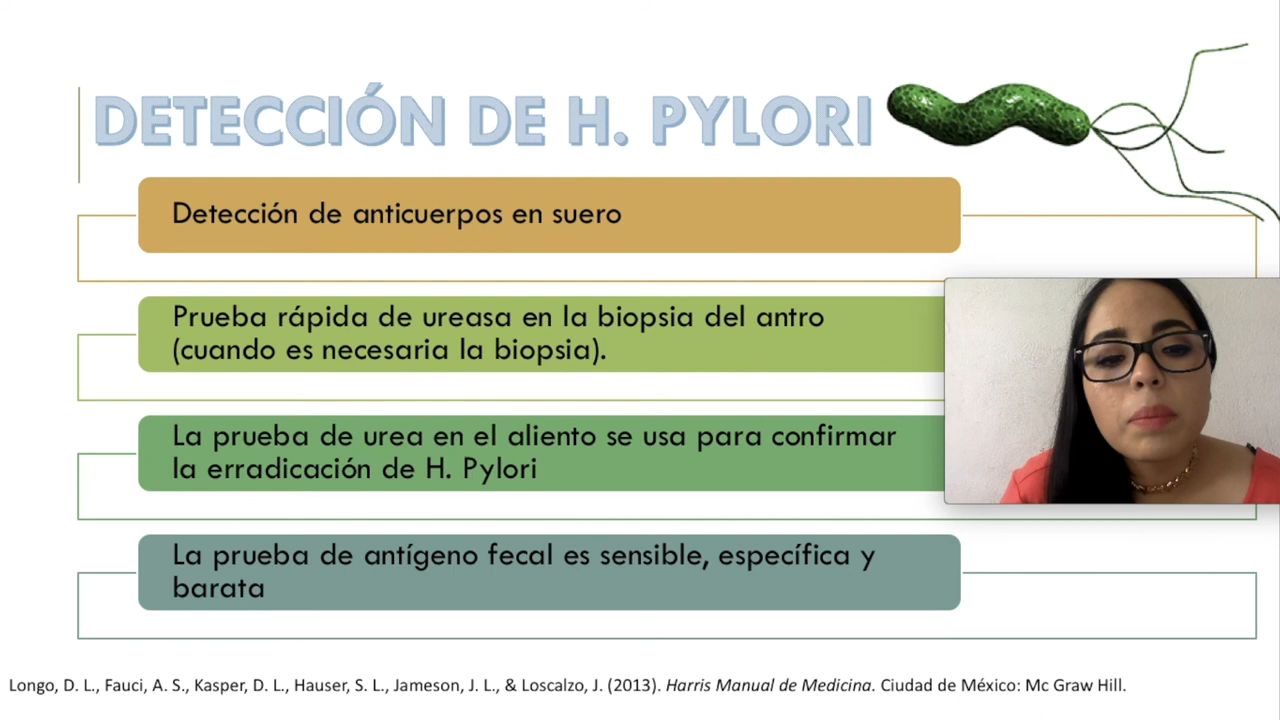 DETECCIÓN DE H. PYLORI
Detección de anticuerpos en suero
Prueba rápida de ureasa en la biopsia del antro
(cuando es necesaria la biopsia).
La prueba de urea en el aliento se usa para confirmar
la erradicación de H. Pylori
La prueba de antígeno fecal es sensible, específica y
barata
Longo, D. L., Fauci, A. S., Kasper, D. L., Hauser, S. L., Jameson, J. L., & Loscalzo, J. (2013). Harris Manual de Medicina. Ciudad de México: Mc Graw Hill.